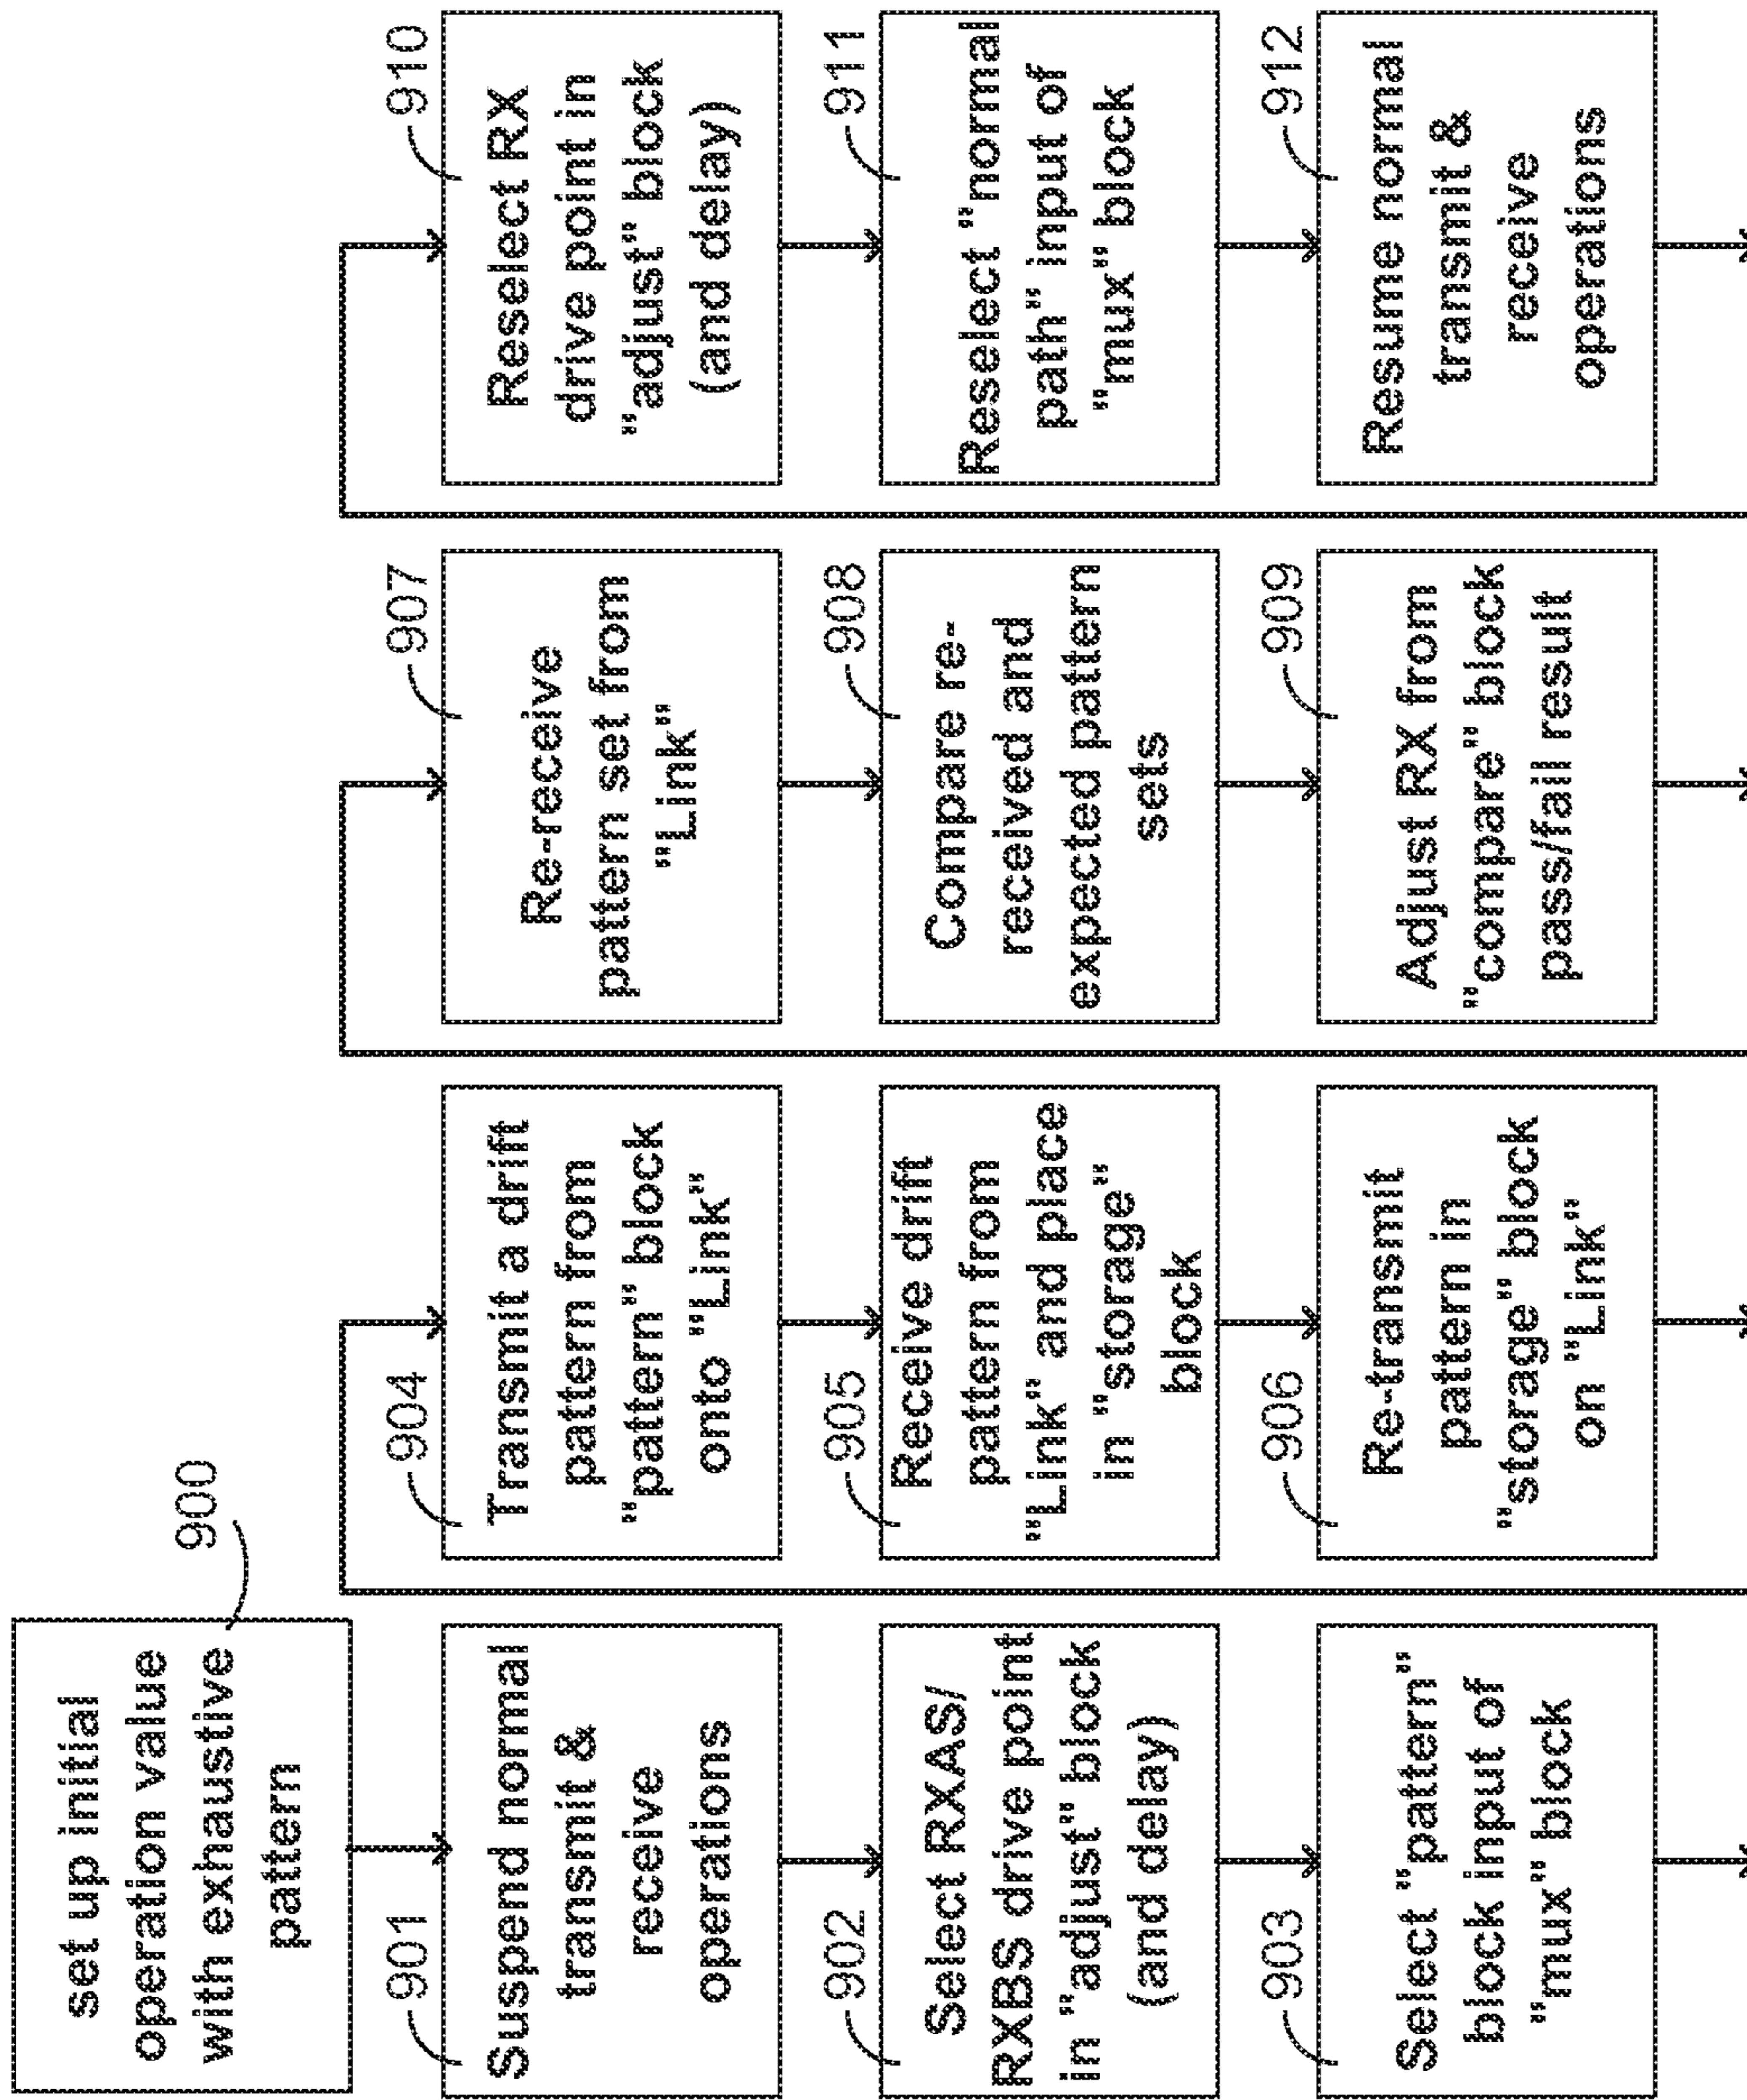 set up initial
operation value
with exhaustive
pattern
900
901
Suspend normal
transmit &
receive
operations
902
Select RXAS/
RXBS drive point
in "adjust" block
(and delay)
903
Select "pattern"
block input of
"mux" block
904
Transmit a drift
pattern from
"pattern" block
onto "Link"
905
Receive drift
pattern from
"Link" and place
in "storage"
block
906
Re-transmit
pattern in
"storage" block
on "Link"
907
Re-receive
pattern set from
"Link"
908
Compare re-
received and
expected pattern
sets
909
Adjust RX from
"compare" block
pass/fail result
910
Reselect RX
drive point in
"adjust" block
(and delay)
911
Reselect "normal
path" input of
"mux" block
912
Resume normal
transmit &
receive
operations